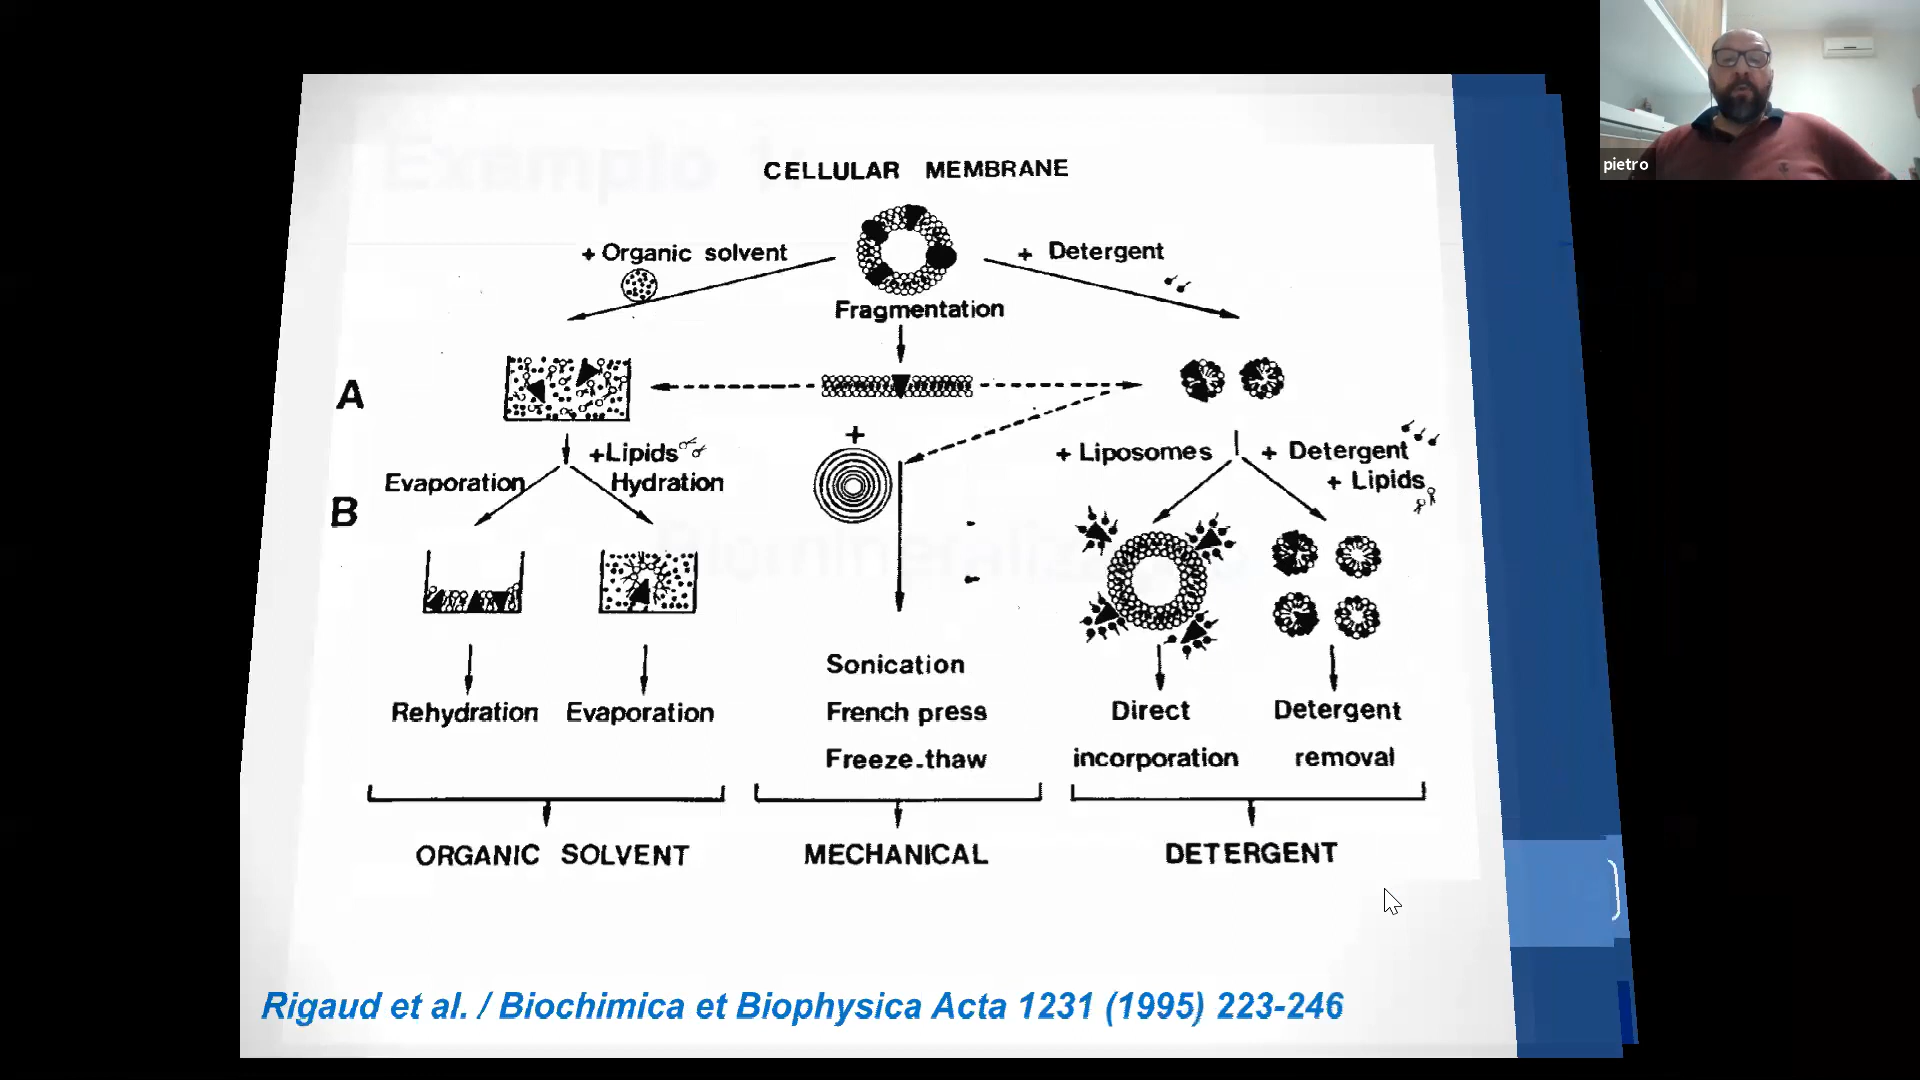 pietro
Exemplo 1:
CELLULAR MEMBRANE
+ Organic solvent
+ Detergent
Fragmentation
A
+
+Lipids
Hydration
Evaporation
+ Liposomes
+ Detergent
+ Lipids
B
Rehydration
Evaporation
Sonication
French press
Freeze-thaw
Direct
incorporation
Detergent
removal
ORGANIC SOLVENT
MECHANICAL
DETERGENT
Rigaud et al. / Biochimica et Biophysica Acta 1231 (1995) 223-246